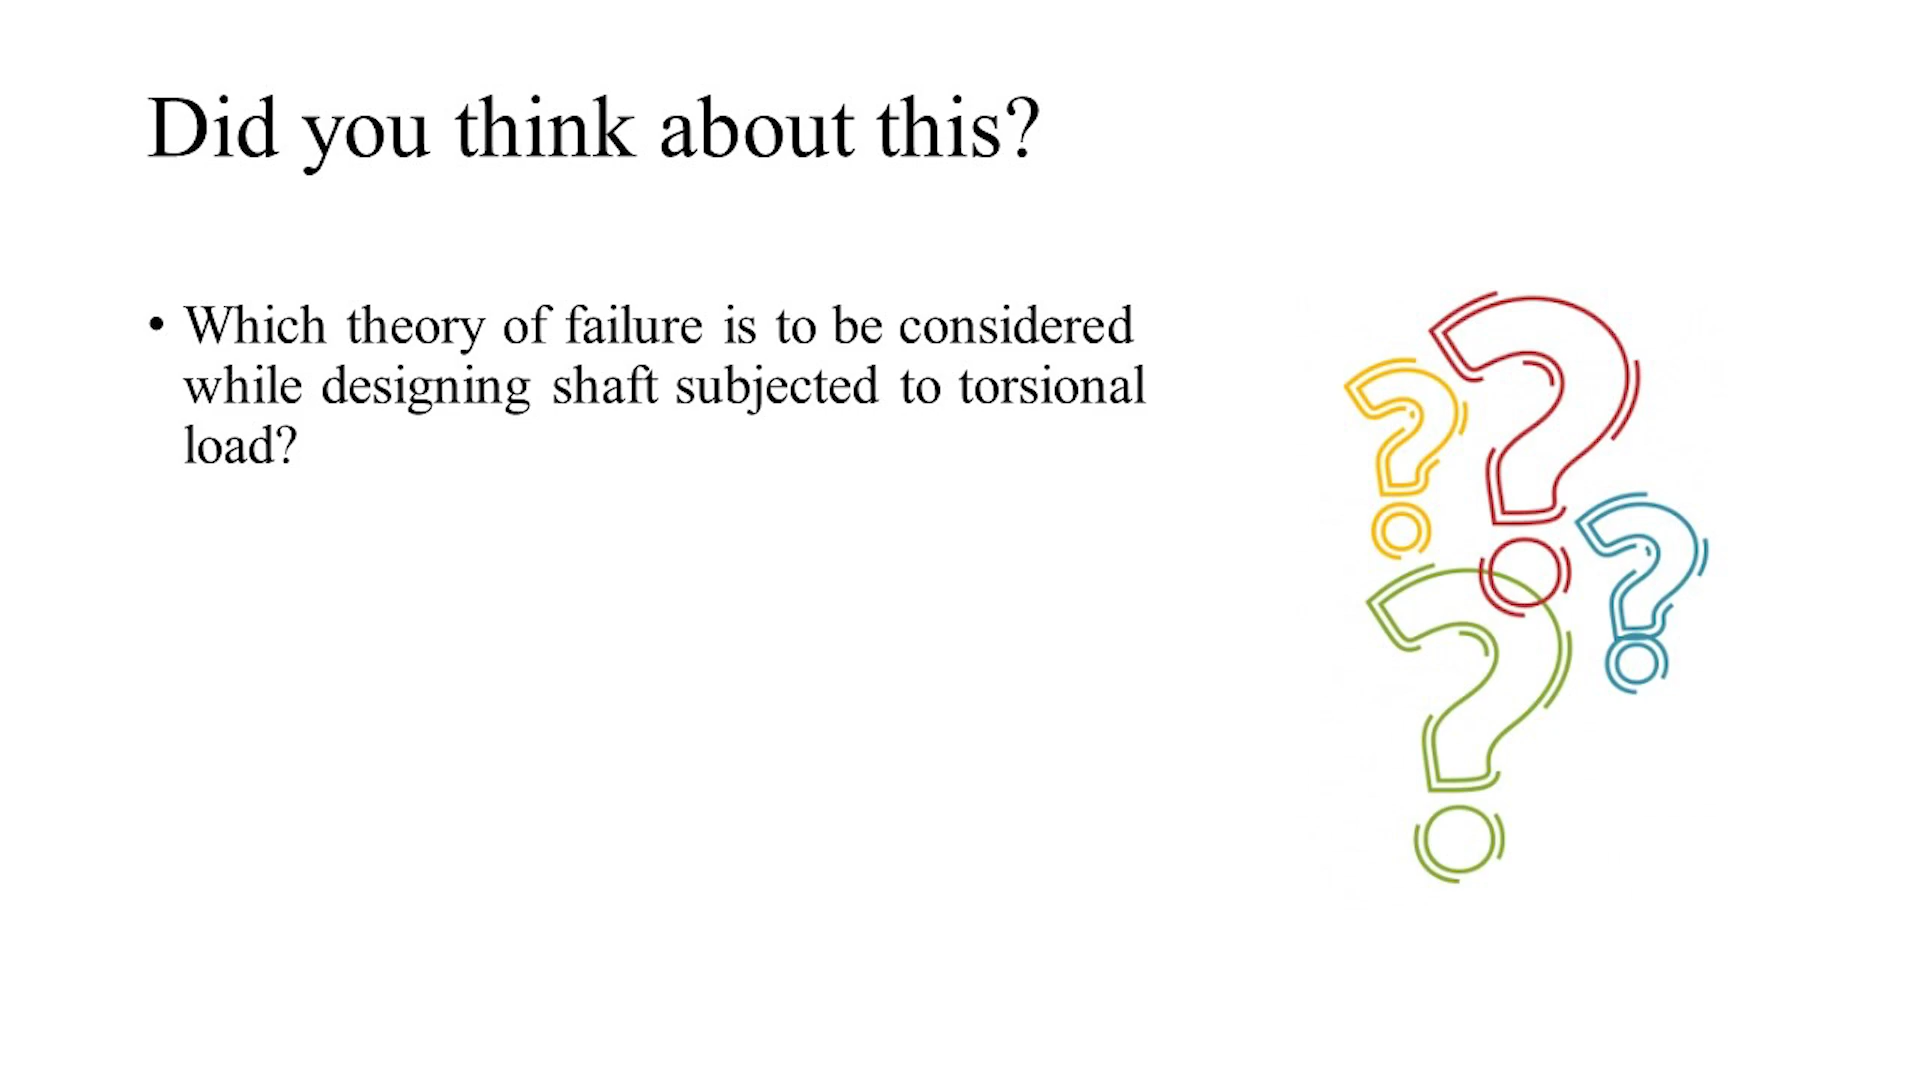 Did you think about this?
• Which theory of failure is to be considered
while designing shaft subjected to torsional
load?